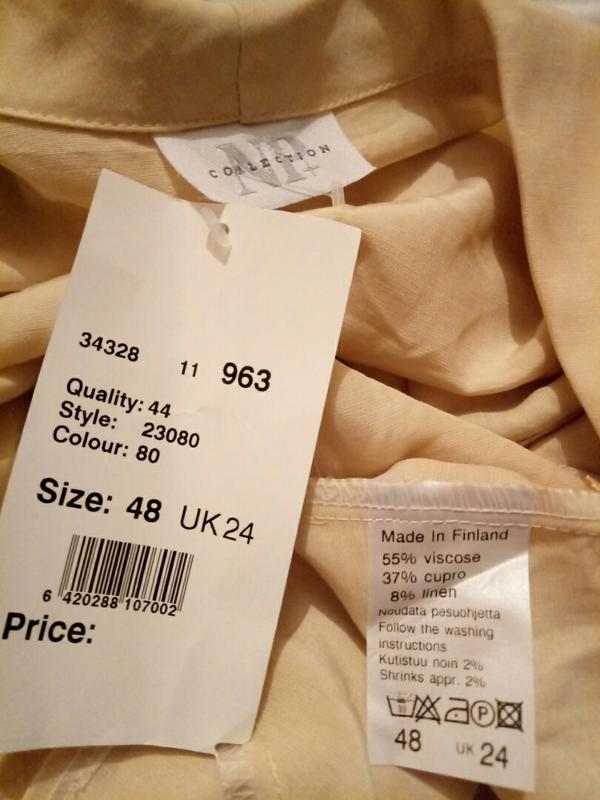 NP
COLLECTION
34328 11 963
Quality: 44
Style: 23080
Colour: 80
Size: 48 UK 24
6 420288 107002
Price:
Made In Finland
55% viscose
37% cupro
8% linen
Noudata pesuohjetta
Follow the washing
instructions
Kutistuu noin 2%
Shrinks appr. 2%
P
48 UK 24